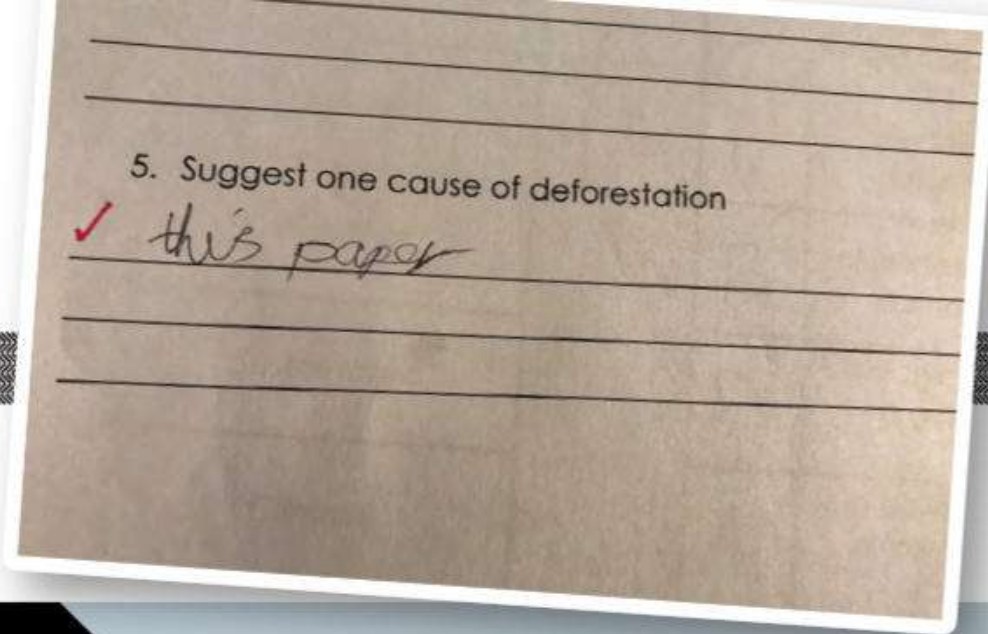 5. Suggest one cause of deforestation
✓ this paper